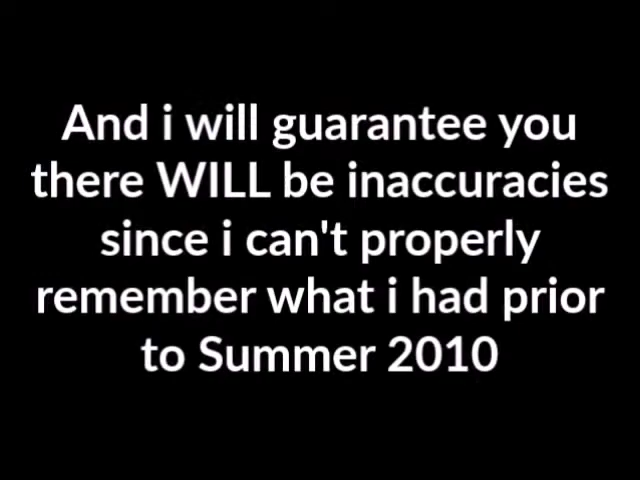 And i will guarantee you
there WILL be inaccuracies
since i can't properly
remember what i had prior
to Summer 2010